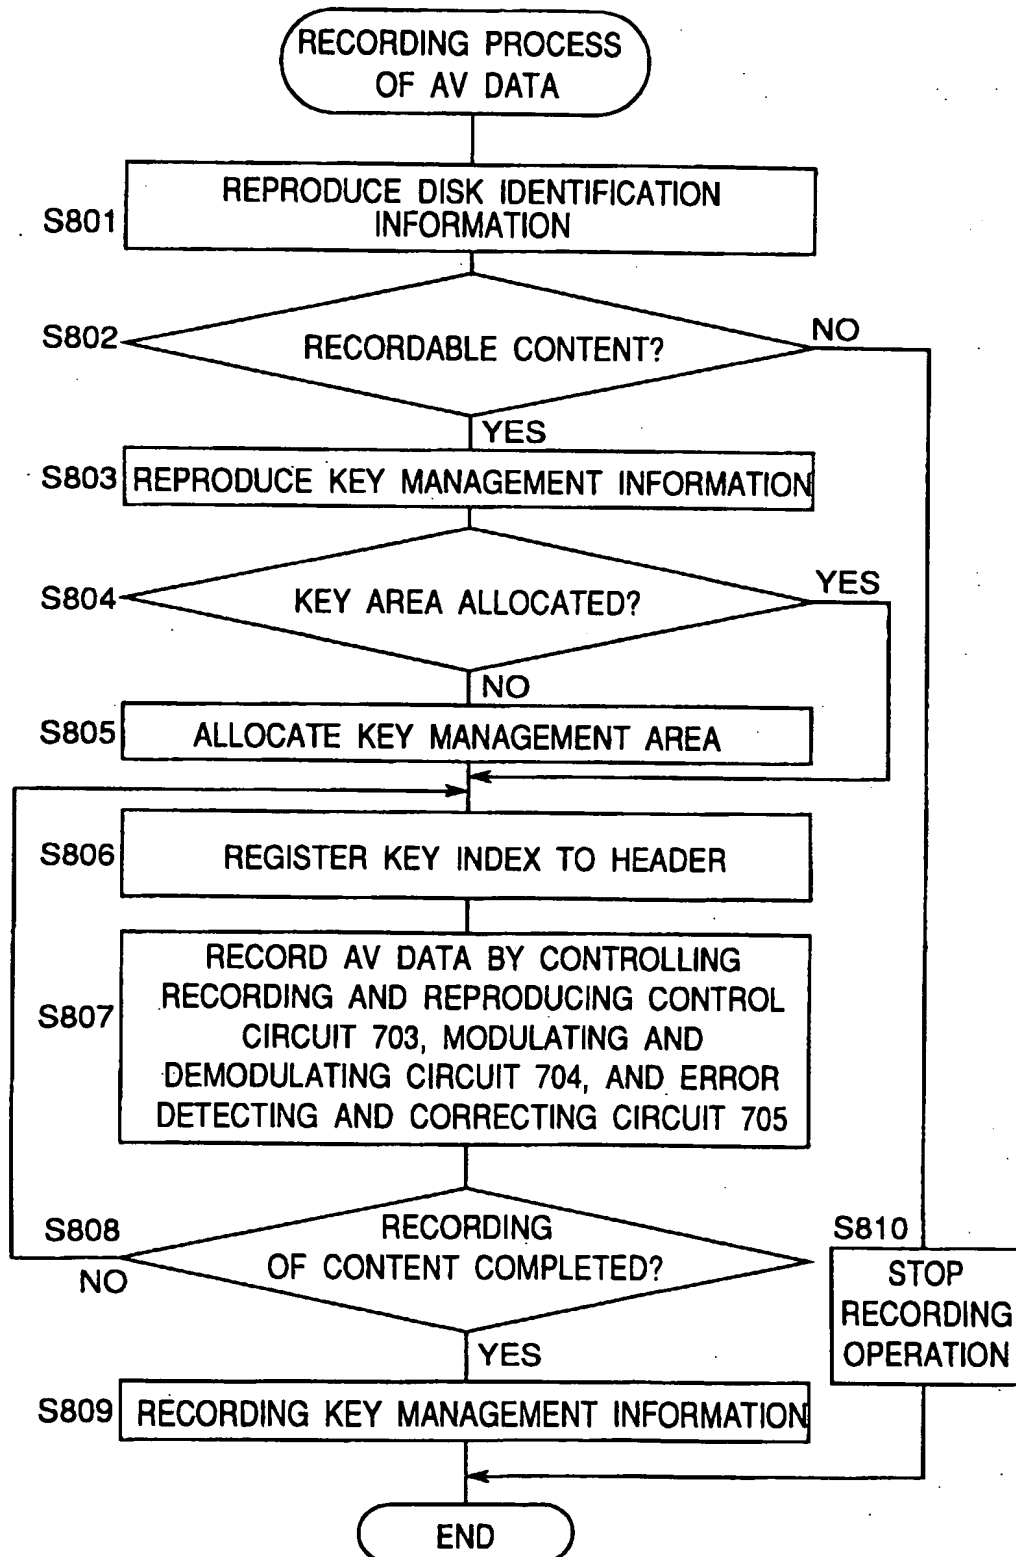 RECORDING PROCESS
OF AV DATA
REPRODUCE DISK IDENTIFICATION
S801
INFORMATION
S802
RECORDABLE CONTENT?
NO
YES
S803
REPRODUCE KEY MANAGEMENT INFORMATION
S804
KEY AREA ALLOCATED?
YES
NO
S805
ALLOCATE KEY MANAGEMENT AREA
S806
REGISTER KEY INDEX TO HEADER
RECORD AV DATA BY CONTROLLING
RECORDING AND REPRODUCING CONTROL
S807
CIRCUIT 703, MODULATING AND
DEMODULATING CIRCUIT 704, AND ERROR
DETECTING AND CORRECTING CIRCUIT 705
S808
RECORDING
OF CONTENT COMPLETED?
NO
YES
S810
STOP
RECORDING
OPERATION
S809
RECORDING KEY MANAGEMENT INFORMATION
END